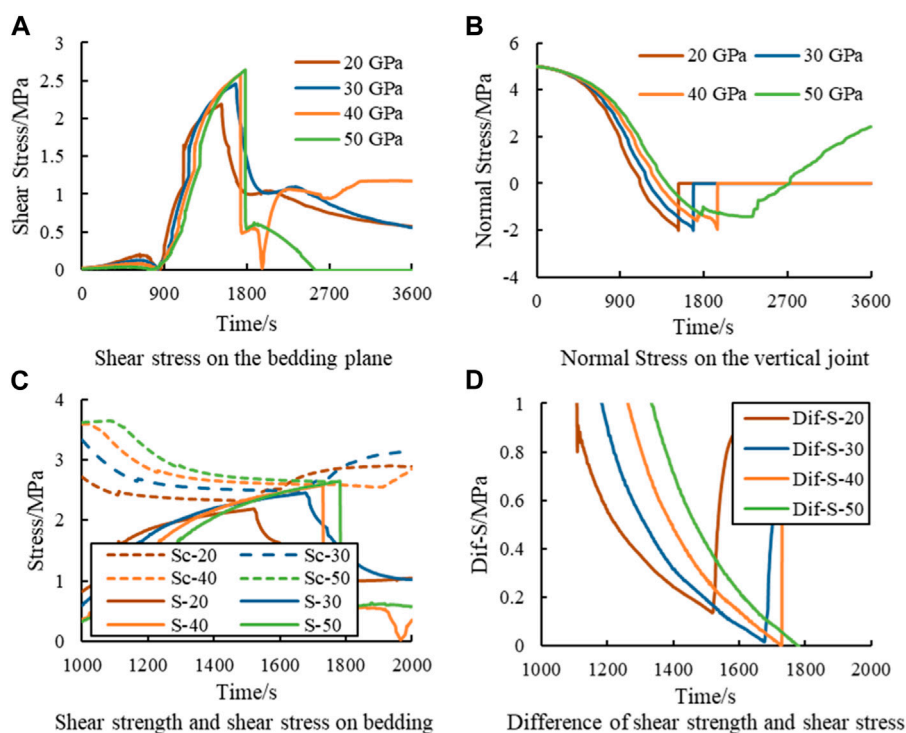 A
B
3
2.5
2
1.5
1
0.5
0
Shear Stress/MPa
20 GPa
30 GPa
40 GPa
50 GPa
0 900 1800 2700 3600
Time/s
Shear stress on the bedding plane
6
4
2
0
-2
-4
Normal Stress/MPa
20 GPa 30 GPa
40 GPa 50 GPa
0 900 1800 2700 3600
Time/s
Normal Stress on the vertical joint
C
D
4
3
2
1
0
Stress/MPa
Sc-20 Sc-30
Sc-40 Sc-50
S-20 S-30
S-40 S-50
1000 1200 1400 1600 1800 2000
Time/s
Shear strength and shear stress on bedding
1
0.8
0.6
0.4
0.2
0
Dif-S/MPa
Dif-S-20
Dif-S-30
Dif-S-40
Dif-S-50
1000 1200 1400 1600 1800 2000
Time/s
Difference of shear strength and shear stress